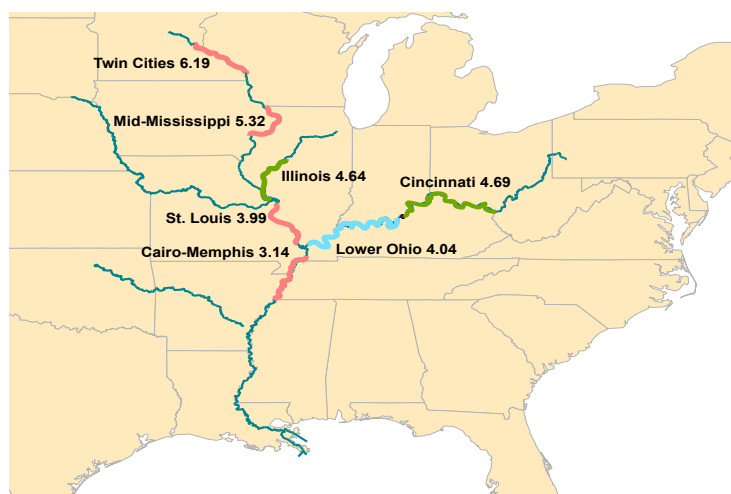 Twin Cities 6.19
Mid-Mississippi 5.32
Illinois 4.64
Cincinnati 4.69
St. Louis 3.99
Cairo-Memphis 3.14
Lower Ohio 4.04